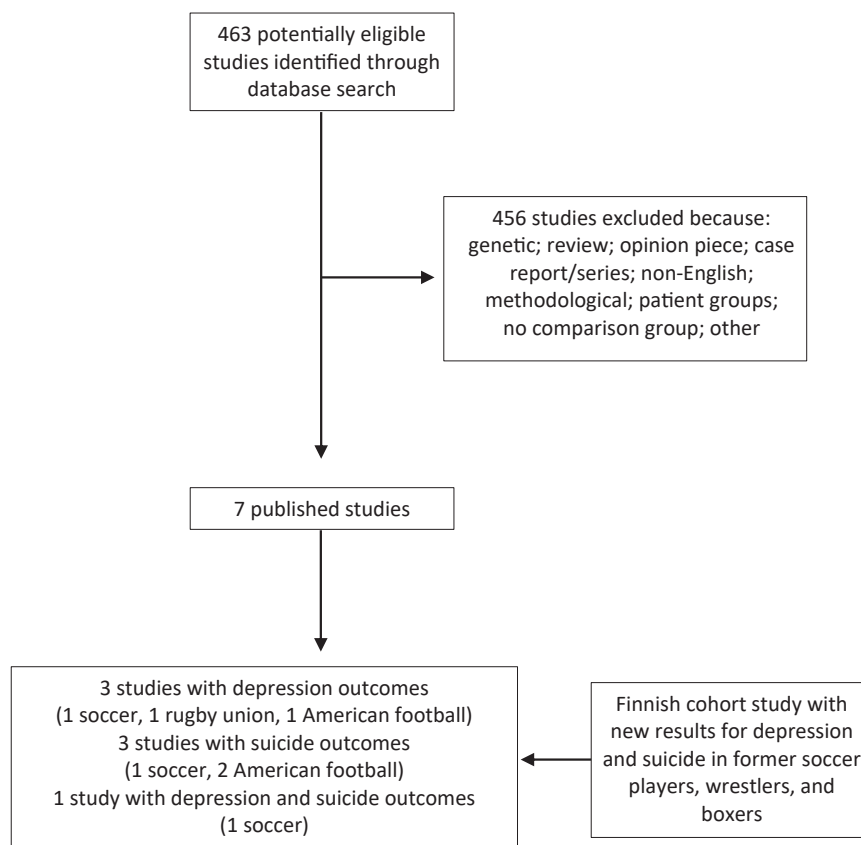 463 potentially eligible
studies identified through
database search
456 studies excluded because:
genetic; review; opinion piece; case
report/series; non-English;
methodological; patient groups;
no comparison group; other
7 published studies
3 studies with depression outcomes
(1 soccer, 1 rugby union, 1 American football)
3 studies with suicide outcomes
(1 soccer, 2 American football)
1 study with depression and suicide outcomes
(1 soccer)
Finnish cohort study with
new results for depression
and suicide in former soccer
players, wrestlers, and
boxers